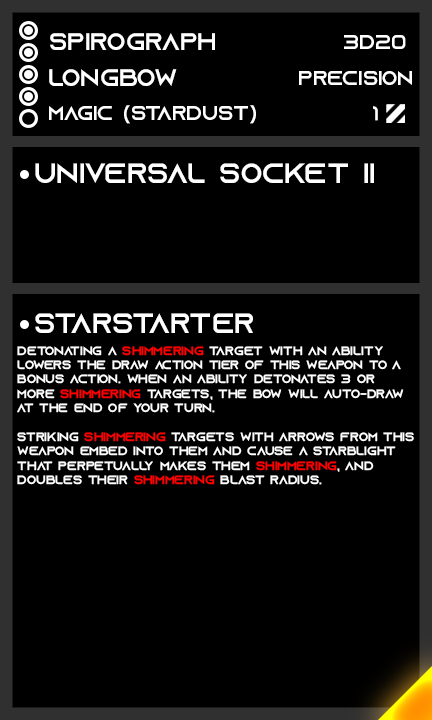 SPIROGRAPH 3D20
LONGBOW PRECISION
MAGIC (STARDUST) 1
•UNIVERSAL SOCKET II
•STARSTARTER
DETONATING A SHIMMERING TARGET WITH AN ABILITY
LOWERS THE DRAW ACTION TIER OF THIS WEAPON TO A
BONUS ACTION. WHEN AN ABILITY DETONATES 3 OR
MORE SHIMMERING TARGETS, THE BOW WILL AUTO-DRAW
AT THE END OF YOUR TURN.
STRIKING SHIMMERING TARGETS WITH ARROWS FROM THIS
WEAPON EMBED INTO THEM AND CAUSE A STARBLIGHT
THAT PERPETUALLY MAKES THEM SHIMMERING, AND
DOUBLES THEIR SHIMMERING BLAST RADIUS.